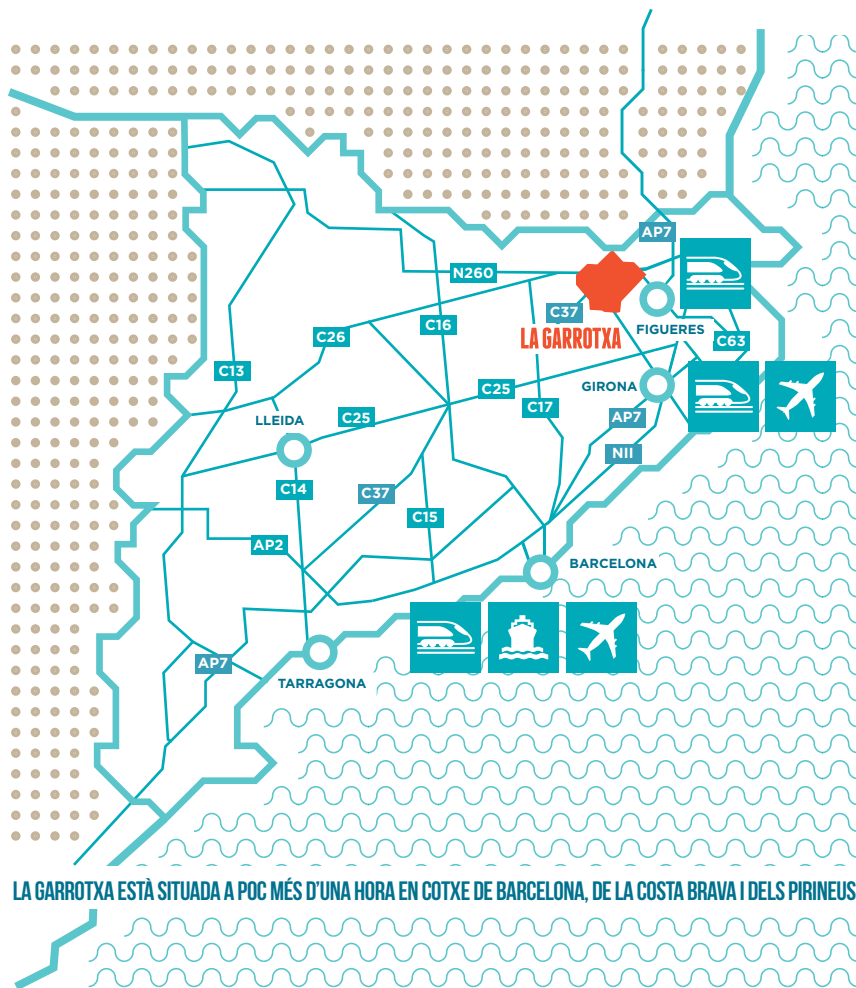 AP7
N260
C37
LA GARROTXA
FIGUERES
C16
C26
C63
C13
GIRONA
C25
C17
LLEIDA
C25
AP7
NII
C14
C37
C15
AP2
BARCELONA
AP7
TARRAGONA
LA GARROTXA ESTÀ SITUADA A POC MÉS D'UNA HORA EN COTXE DE BARCELONA, DE LA COSTA BRAVA I DELS PIRINEUS